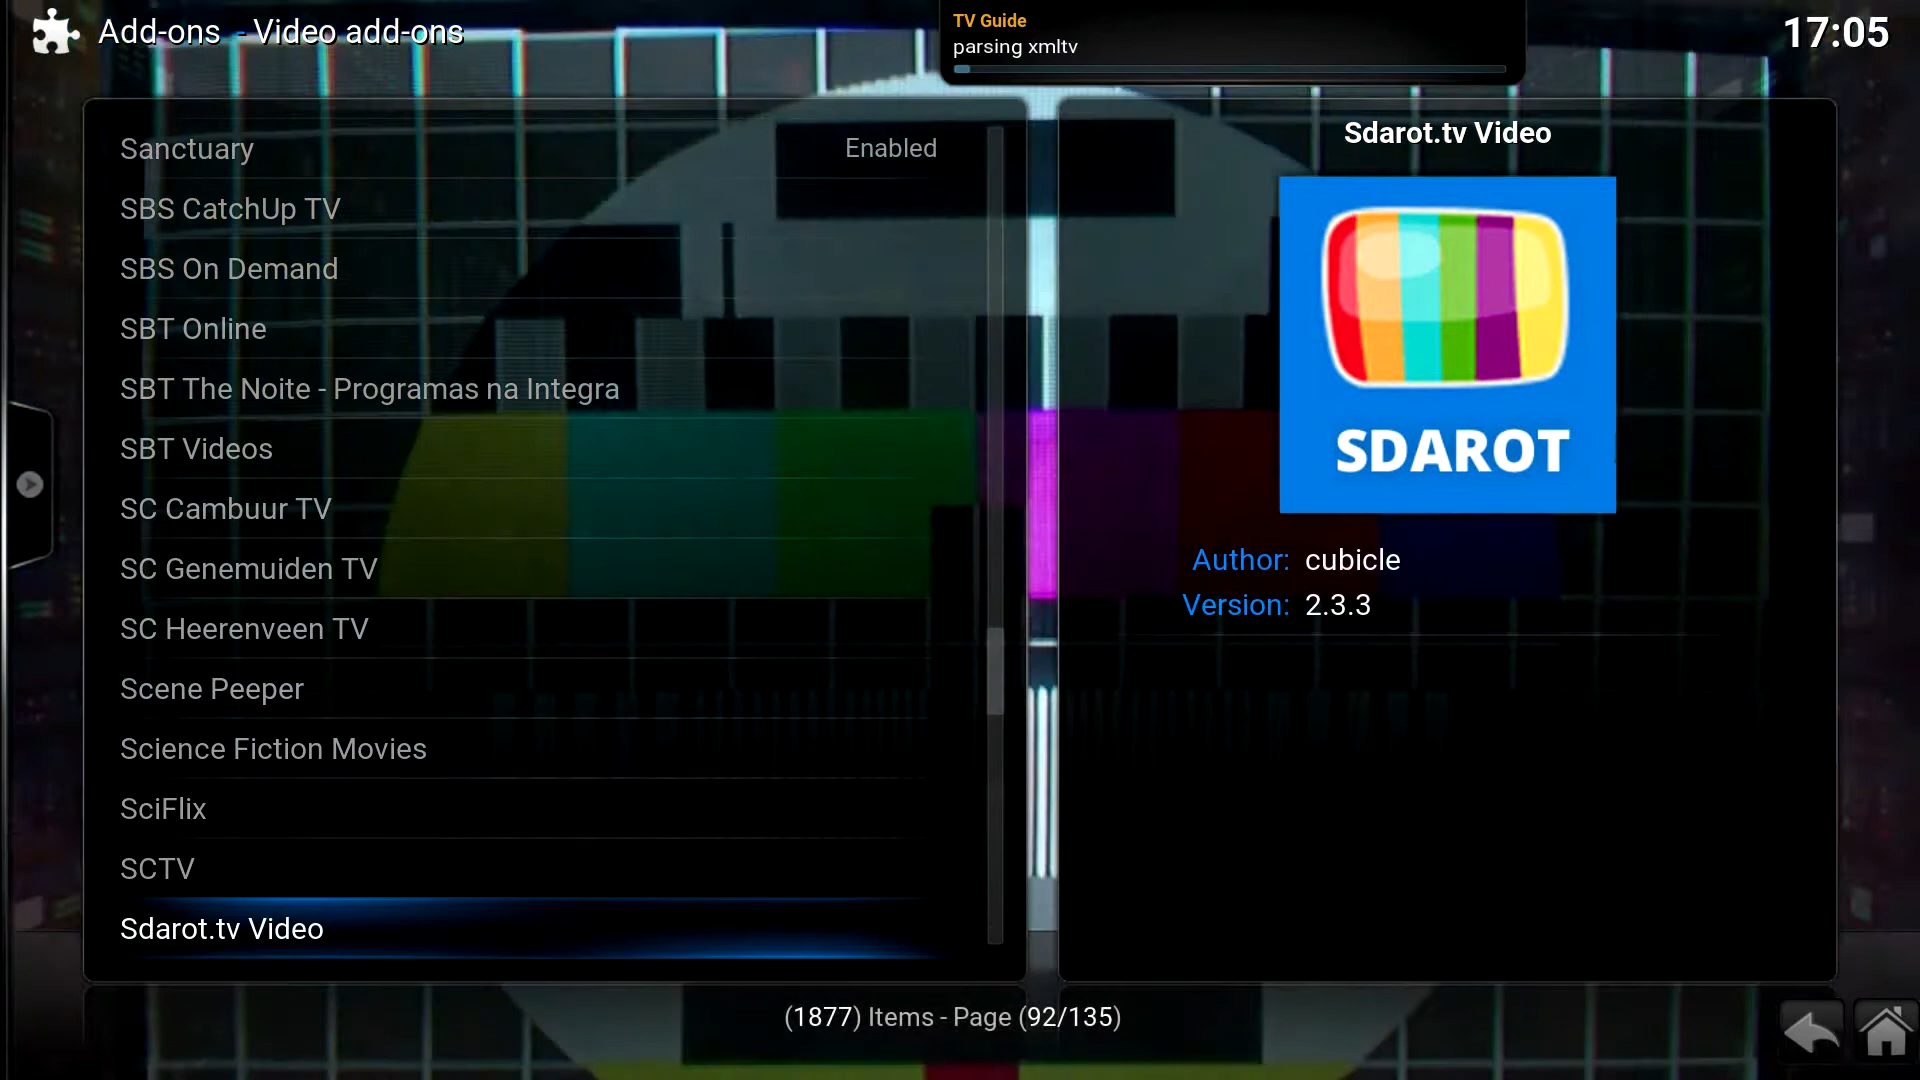 Add-ons - Video add-ons
TV Guide
parsing xmltv
17:05
Sanctuary Enabled
SBS CatchUp TV
SBS On Demand
SBT Online
SBT The Noite - Programas na Integra
SBT Videos
SC Cambuur TV
SC Genemuiden TV
SC Heerenveen TV
Scene Peeper
Science Fiction Movies
SciFlix
SCTV
Sdarot.tv Video
Sdarot.tv Video
SDAROT
Author: cubicle
Version: 2.3.3
(1877) Items - Page (92/135)